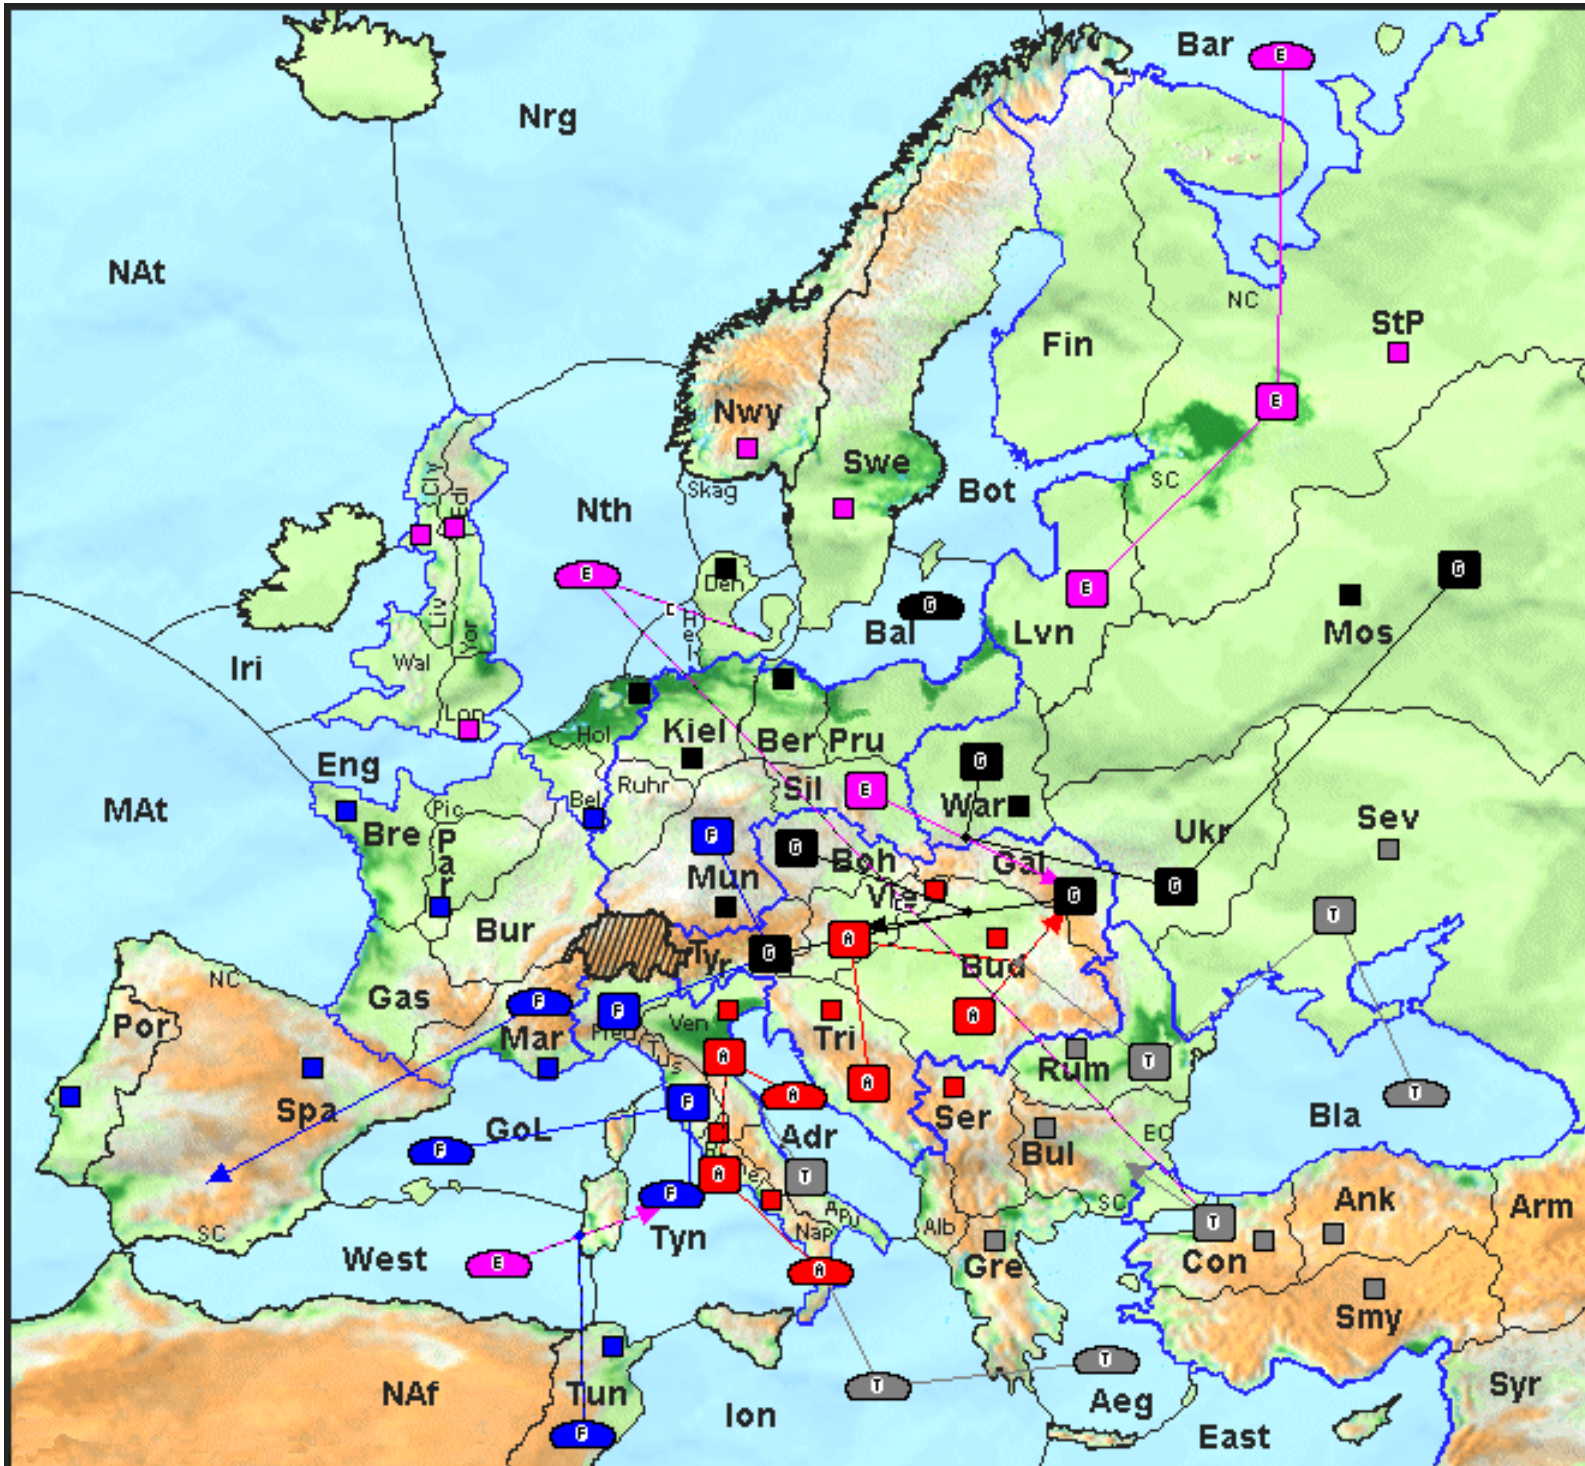 Bar
E
Nrg
NAt
NC
StP
Fin
E
Nwy
Swe
SC
Skag
Bot
Cly
Edi
Nth
E
C
Hel
Den
G
Bal
E
Lvn
G
Mos
Liv
Yor
Wal
Iri
Lon
Hol
Kiel
Ber
Pru
Eng
Ruhr
Sil
E
G
War
MAt
Bre
Pic
Par
Bel
F
Mun
G
Boh
Vie
C
Gal
G
Ukr
G
Sev
T
Bur
Tyr
G
A
Bud
NC
Gas
Por
F
Mar
F
Pied
Ven
Tus
Tri
A
A
A
Rum
T
T
Spa
GoL
F
F
A
Adr
Ser
Bul
EC
Bla
F
A
T
Apu
Nap
Alb
SC
T
Con
Ank
Arm
SC
West
E
Tyn
A
Gre
Smy
NAf
Tun
F
Ion
T
T
Aeg
East
Syr